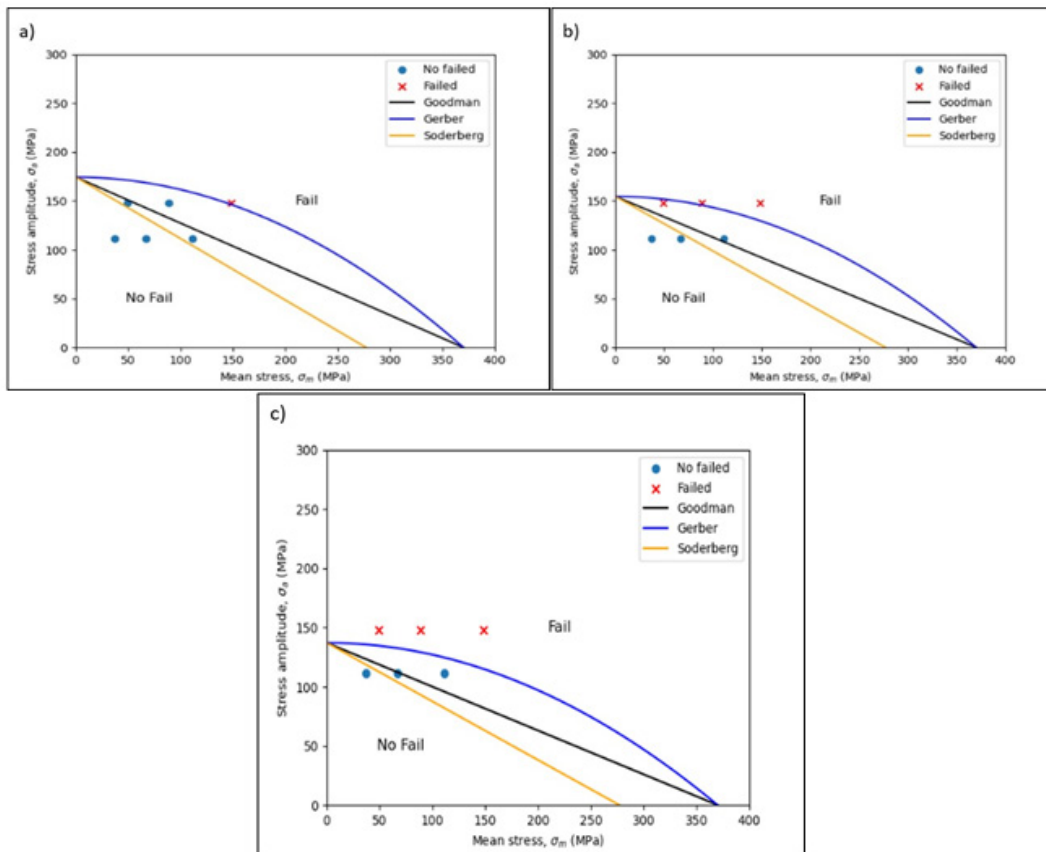 a)
300
250
200
150
100
50
0
Stress amplitude, σa (MPa)
No failed
Failed
Goodman
Gerber
Soderberg
Fail
No Fail
0 50 100 150 200 250 300 350 400
Mean stress, σm (MPa)
b)
300
250
200
150
100
50
0
Stress amplitude, σa (MPa)
No failed
Failed
Goodman
Gerber
Soderberg
Fail
No Fail
0 50 100 150 200 250 300 350 400
Mean stress, σm (MPa)
c)
300
250
200
150
100
50
0
Stress amplitude, σa (MPa)
No failed
Failed
Goodman
Gerber
Soderberg
Fail
No Fail
0 50 100 150 200 250 300 350 400
Mean stress, σm (MPa)